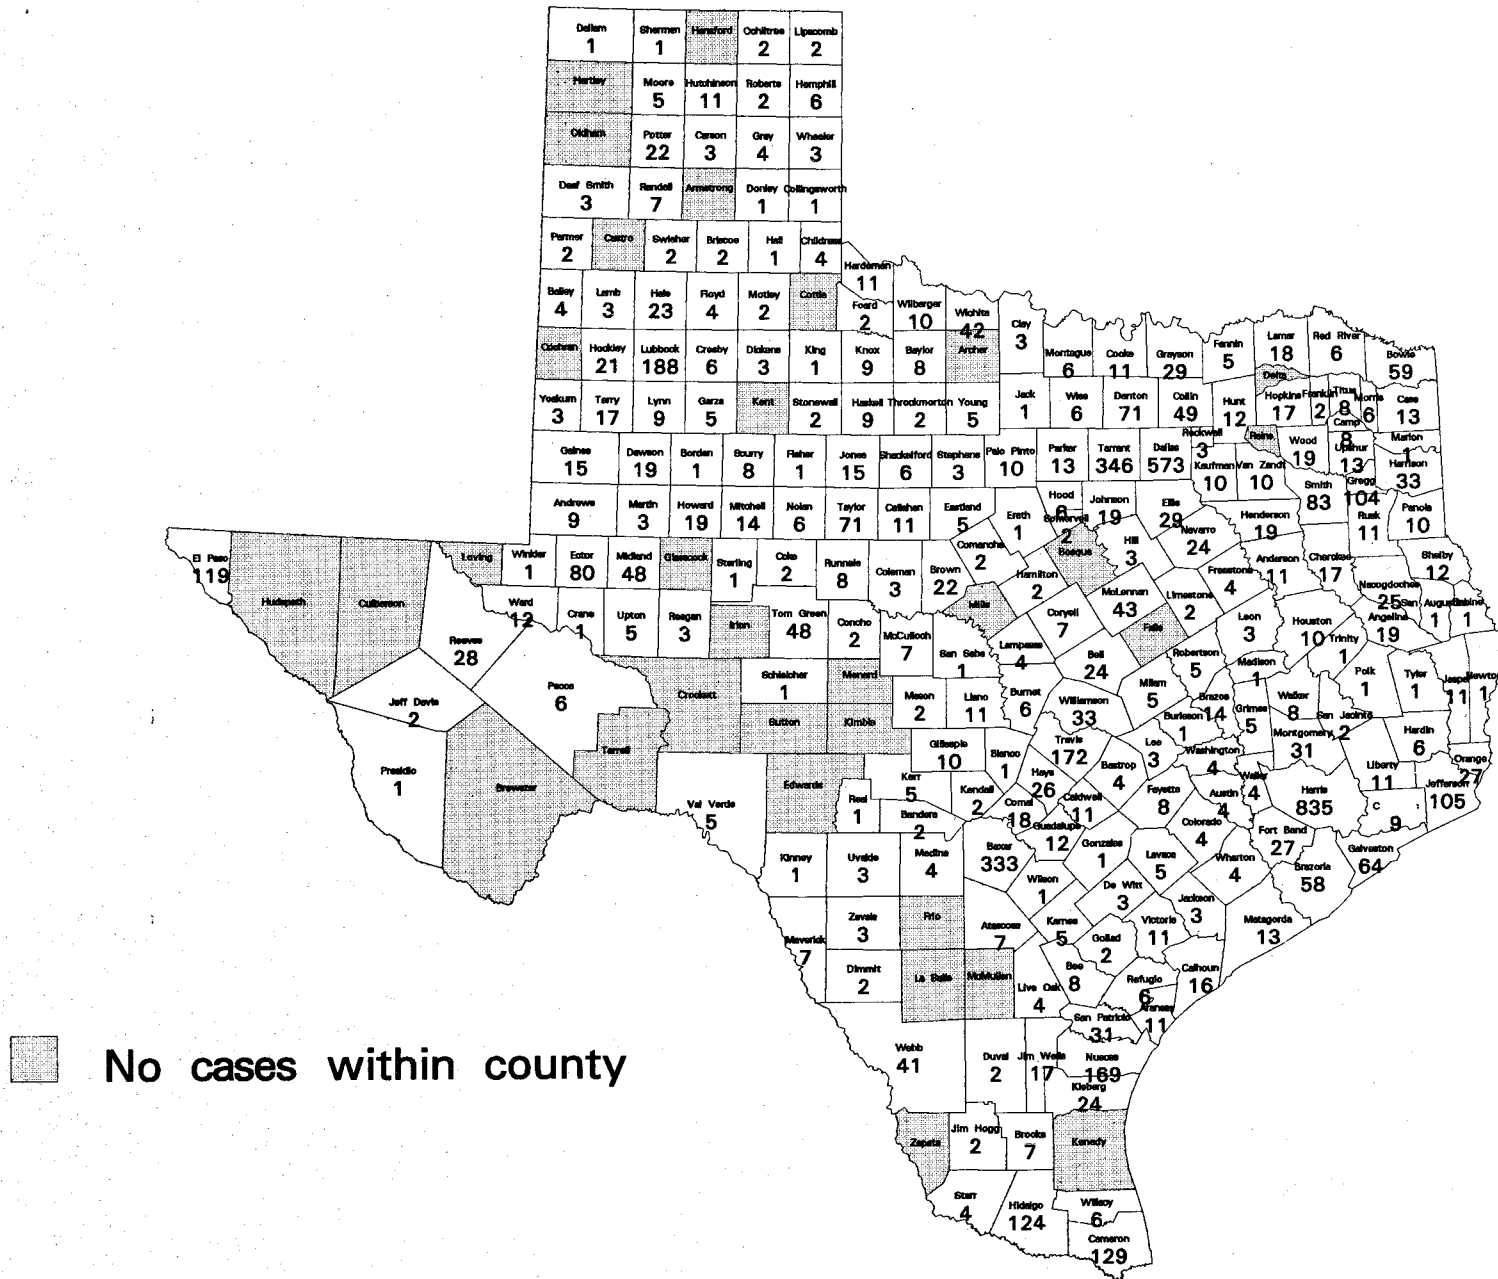 Dallam Sherman Hansford Ochiltree Lipscomb
1 1 2 2
Hartley Moore Hutchinson Roberts Hemphill
5 11 2 6
Oldham Potter Carson Gray Wheeler
22 3 4 3
Deaf Smith Randall Armstrong Donley Collingsworth
3 7 1 1
Parmer Castro Swisher Briscoe Hall Childress
2 2 2 1 4
Hardeman
11
Bailey Lamb Hale Floyd Motley Cottle Foard Wilbarger Wichita Clay
4 3 23 4 2 2 10 42 3
Cochran Hockley Lubbock Crosby Dickens King Knox Baylor Archer Montague Cooke Grayson Fannin Lamar Red River Bowie
21 188 6 3 1 9 8 6 11 29 5 18 6 59
Delta
Yoakum Terry Lynn Garza Kent Stonewall Haskell Throckmorton Young Jack Wise Denton Collin Hunt Hopkins Franklin Titus Morris Cass
3 17 9 5 2 9 2 5 1 6 71 49 12 17 2 8 6 13
Rockwall Rains Wood Camp Upshur Marion
3 19 8 13 1
Gaines Dawson Borden Scurry Fisher Jones Shackelford Stephens Palo Pinto Parker Tarrant Dallas Kaufman Van Zandt Smith Gregg Harrison
15 19 1 8 1 15 6 3 10 13 346 573 10 10 83 104 33
Andrews Martin Howard Mitchell Nolan Taylor Callahan Eastland Erath Hood Johnson Ellis Henderson Rusk Panola
9 3 19 14 6 71 11 5 1 6 19 29 19 11 10
Somervell Navarro
2 24
El Paso Hudspeth Culberson Loving Winkler Ector Midland Glasscock Sterling Coke Runnels Coleman Brown Comanche Hamilton Bosque Hill Freestone Anderson Cherokee Shelby
119 1 80 48 1 2 8 3 22 2 2 3 4 11 17 12
Reeves Ward Crane Upton Reagan Irion Tom Green Concho McCulloch San Saba Mills Lampasas Coryell McLennan Limestone Falls Leon Houston Trinity Nacogdoches San Augustine Sabine Angelina
28 12 1 5 3 48 2 7 1 4 7 43 2 3 10 1 25 1 1 19
Jeff Davis Pecos Crockett Schleicher Menard Mason Llano Burnet Bell Williamson Milam Robertson Madison Brazos Grimes Walker Polk Tyler Jasper Newton
2 6 1 2 11 6 24 33 5 5 1 14 5 8 1 1 11 1
Presidio Brewster Terrell Sutton Kimble Gillespie Blanco Travis Lee Burleson Washington Montgomery San Jacinto Hardin
1 10 1 172 3 1 4 31 2 6
Val Verde Edwards Real Kerr Kendall Hays Bastrop Fayette Austin Waller Harris Liberty Orange Jefferson
5 1 5 2 26 4 8 4 4 835 11 27 105
Bandera Comal Caldwell Guadalupe Colorado Fort Bend C
2 18 11 12 4 27 9
Kinney Uvalde Medina Bexar Wilson Gonzales Lavaca Wharton Brazoria Galveston
1 3 4 333 1 1 5 4 58 64
Maverick Zavala Frio Atascosa Karnes De Witt Goliad Victoria Jackson Matagorda
7 3 7 5 3 2 11 3 13
Dimmit La Salle McMullen Live Oak Bee Refugio Calhoun Aransas
2 4 8 6 16 11
San Patricio
31
Webb Duval Jim Wells Nueces
41 2 17 169
Kleberg
24
Zapata Jim Hogg Brooks Kenedy
2 7
Starr Hidalgo Willacy
4 124 6
Cameron
129
No cases within county